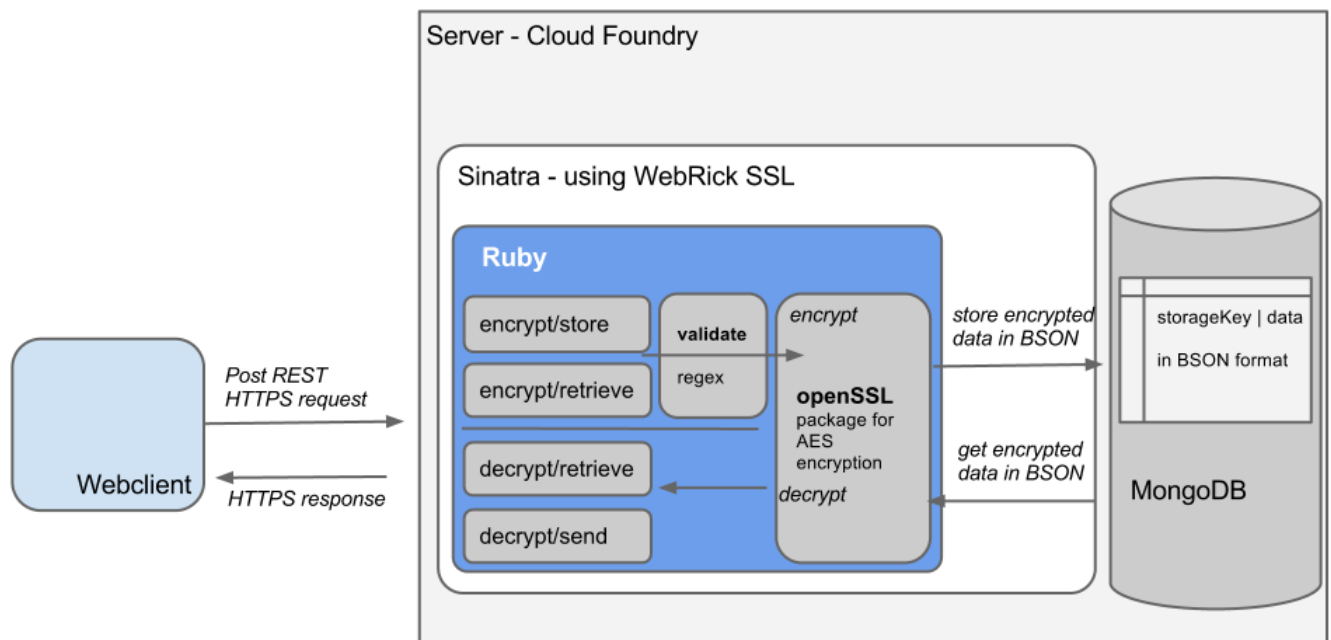 Server - Cloud Foundry
Sinatra - using WebRick SSL
Ruby
encrypt/store
encrypt/retrieve
decrypt/retrieve
decrypt/send
validate
regex
encrypt
openSSL
package for
AES
encryption
decrypt
store encrypted
data in BSON
get encrypted
data in BSON
storageKey | data
in BSON format
MongoDB
Post REST
HTTPS request
HTTPS response
Webclient